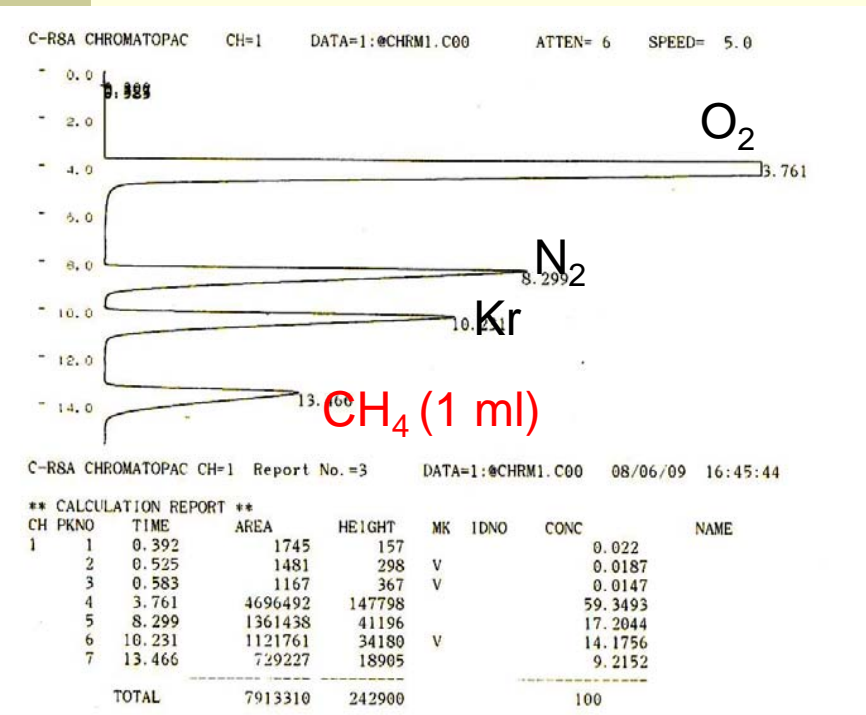 C-R8A CHROMATOPAC CH=1 DATA=1:@CHRM1.C00 ATTEN= 6 SPEED= 5.0
0.0
2.0
O2
4.0
3.761
6.0
8.0
N2
8.299
10.0
Kr
10.231
12.0
13.466
CH4 (1 ml)
14.0
C-R8A CHROMATOPAC CH=1 Report No.=3 DATA=1:@CHRM1.C00 08/06/09 16:45:44
** CALCULATION REPORT **
CH PKNO TIME AREA HEIGHT MK IDNO CONC NAME
1 1 0.392 1745 157 0.022
2 0.525 1481 298 V 0.0187
3 0.583 1167 367 V 0.0147
4 3.761 4696492 147798 59.3493
5 8.299 1361438 41196 17.2044
6 10.231 1121761 34180 V 14.1756
7 13.466 729227 18905 9.2152
TOTAL 7913310 242900 100